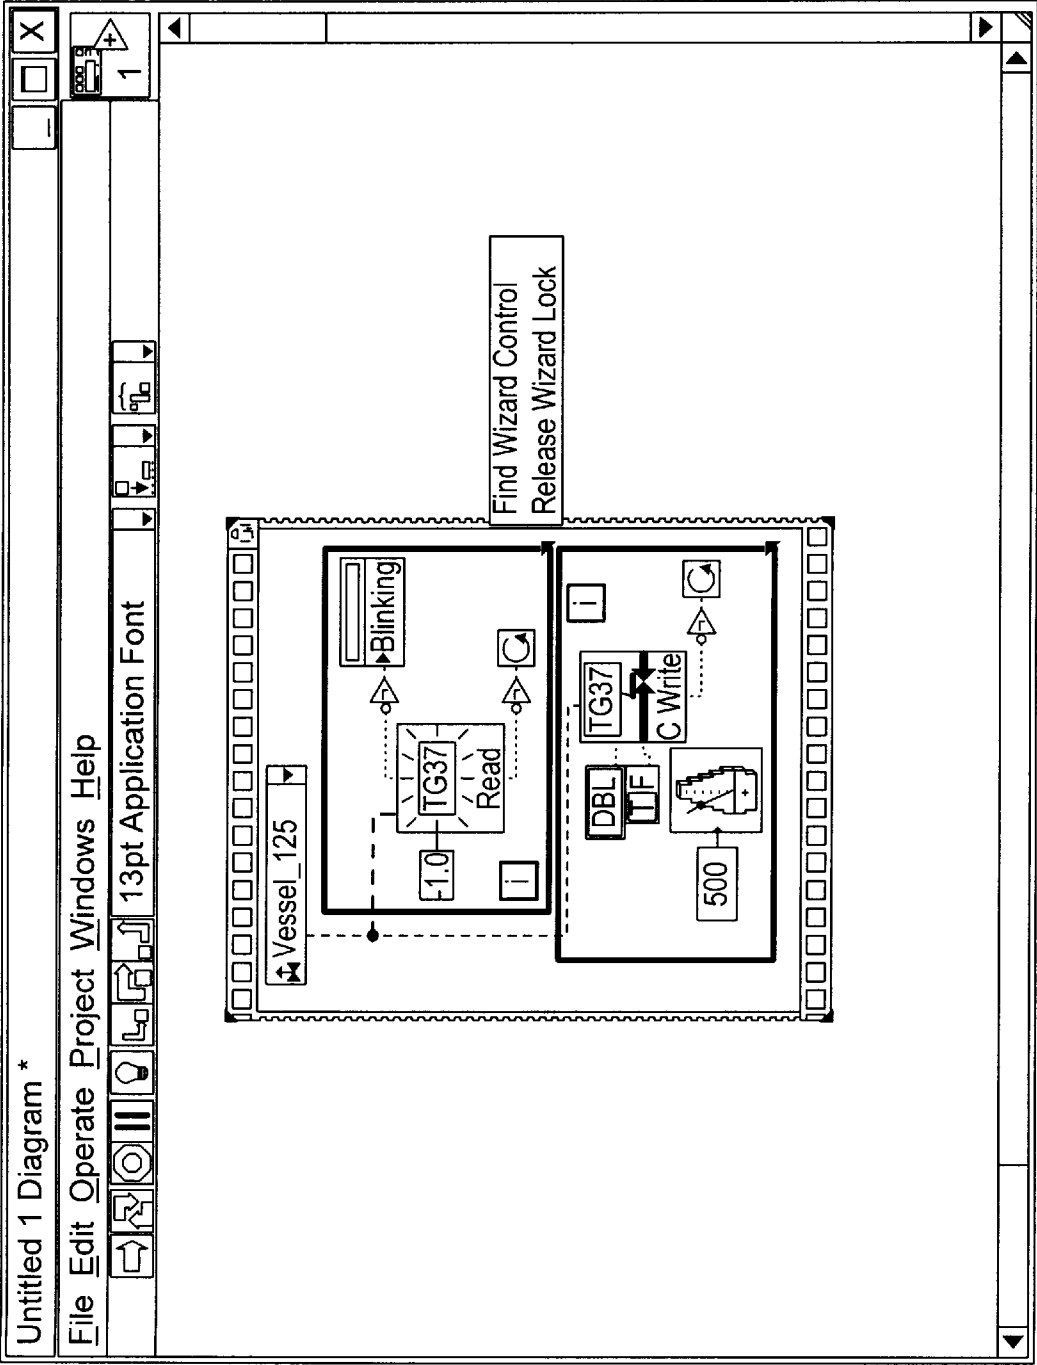 Untitled 1 Diagram *
File Edit Operate Project Windows Help
13pt Application Font
1
Vessel_125
Blinking
TG37
Read
-1.0
i
Find Wizard Control
Release Wizard Lock
i
TG37
C Write
DBL
TF
500